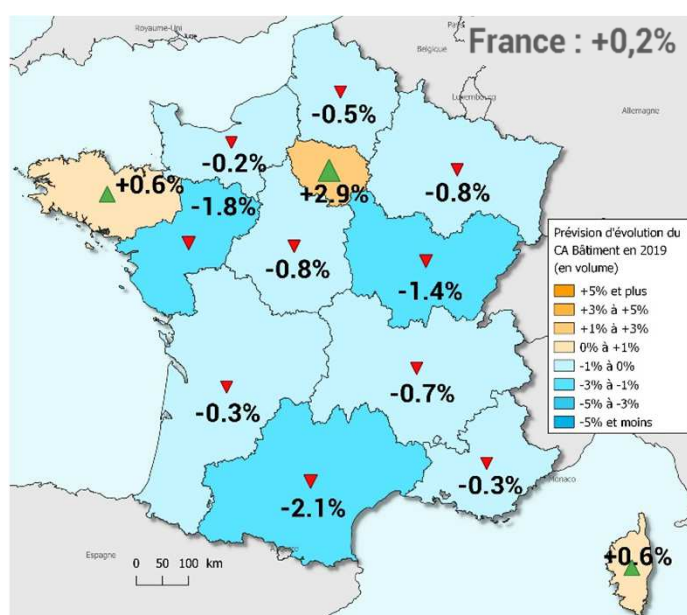 Royaume-Uni
France : +0,2%
Belgique
Luxembourg
Allemagne
-0.5%
-0.2%
+0.6%
+2.9%
-0.8%
-1.8%
-0.8%
-1.4%
Prévision d'évolution du
CA Bâtiment en 2019
(en volume)
+5% et plus
+3% à +5%
+1% à +3%
0% à +1%
-1% à 0%
-3% à -1%
-5% à -3%
-5% et moins
-0.7%
-0.3%
-0.3%
Monaco
-2.1%
Espagne
0 50 100 km
+0.6%